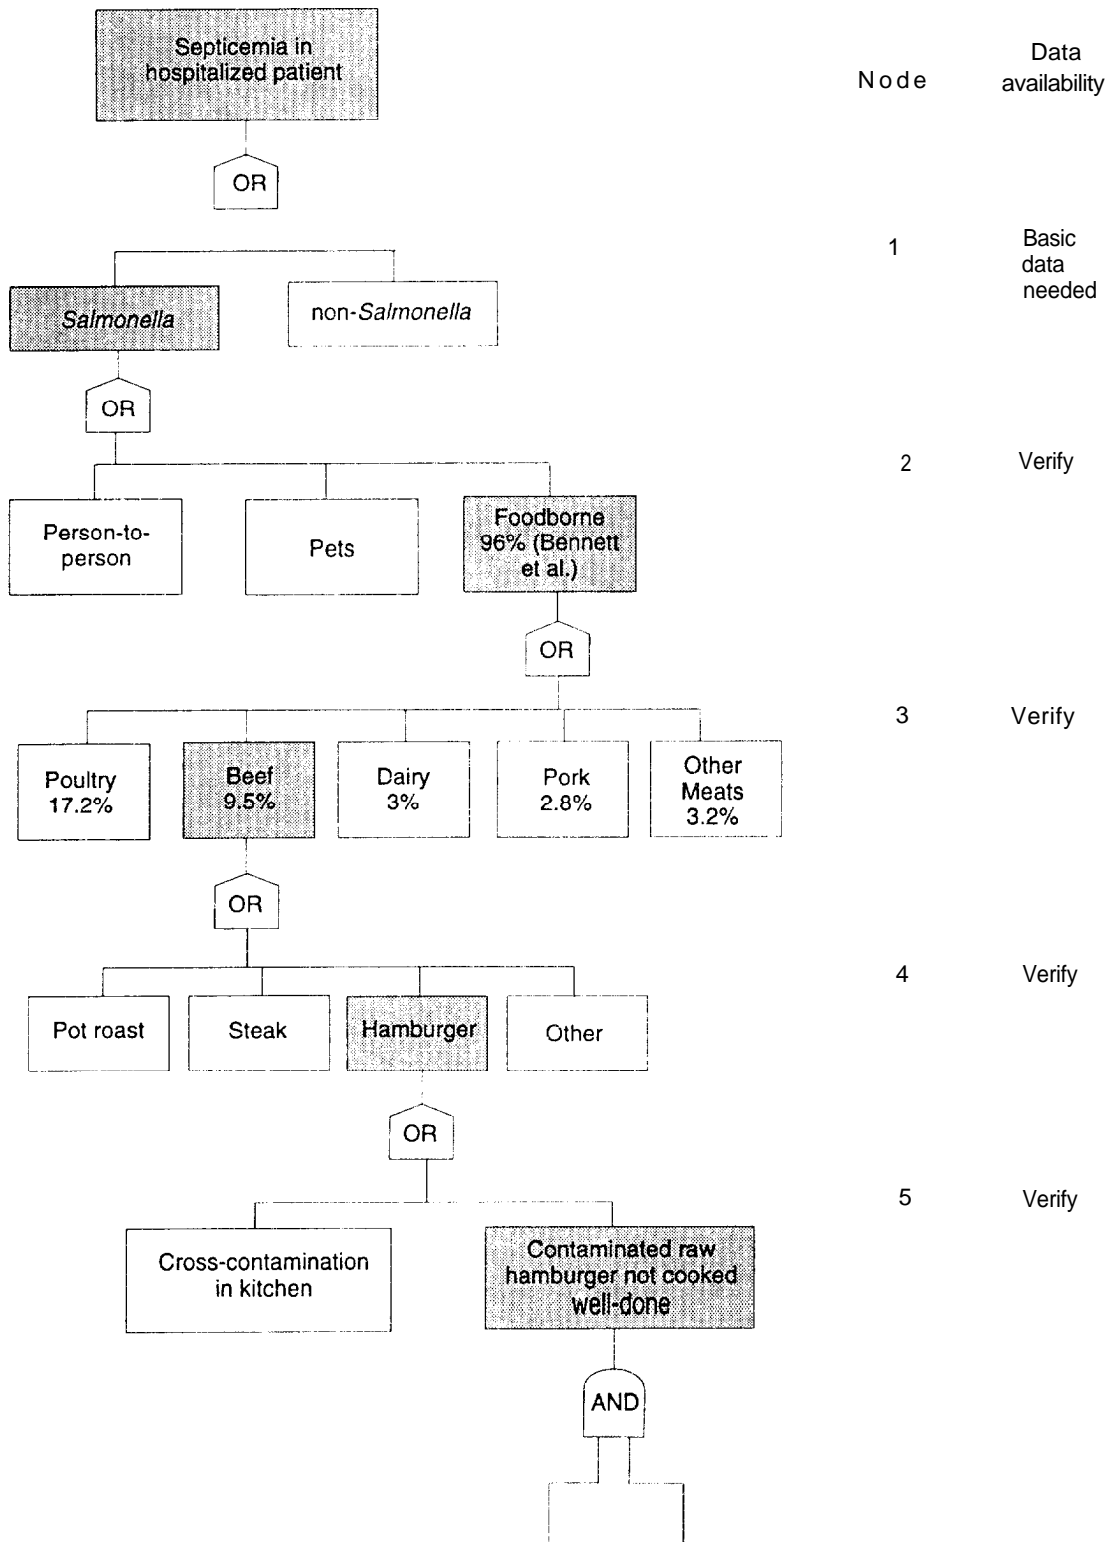 Septicemia in
hospitalized patient
Node
Data
availability
OR
1
Basic
data
needed
Salmonella
non-Salmonella
OR
2
Verify
Person-to-
person
Pets
Foodborne
96% (Bennett
et al.)
OR
3
Verify
Poultry
17.2%
Beef
9.5%
Dairy
3%
Pork
2.8%
Other
Meats
3.2%
OR
4
Verify
Pot roast
Steak
Hamburger
Other
OR
5
Verify
Cross-contamination
in kitchen
Contaminated raw
hamburger not cooked
well-done
AND